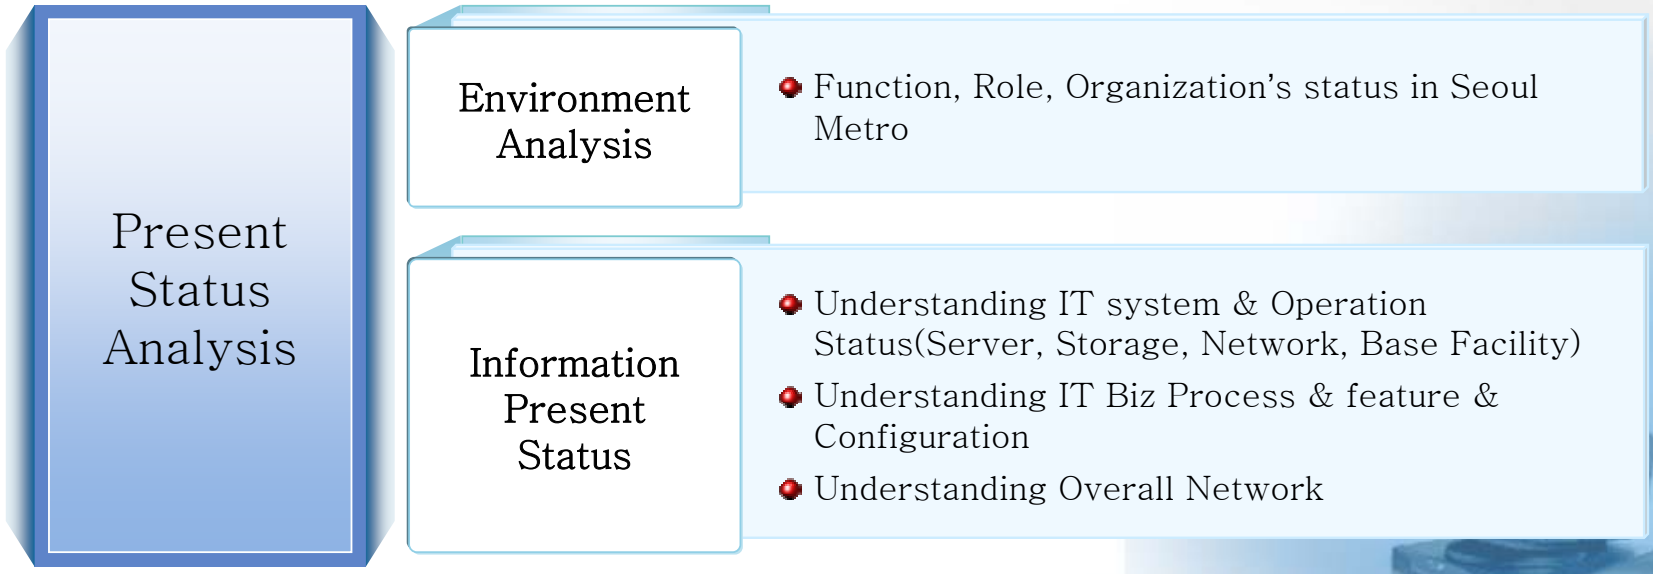 Present
Status
Analysis
Environment
Analysis
Function, Role, Organization’s status in Seoul
Metro
Information
Present
Status
Understanding IT system & Operation
Status(Server, Storage, Network, Base Facility)
Understanding IT Biz Process & feature &
Configuration
Understanding Overall Network